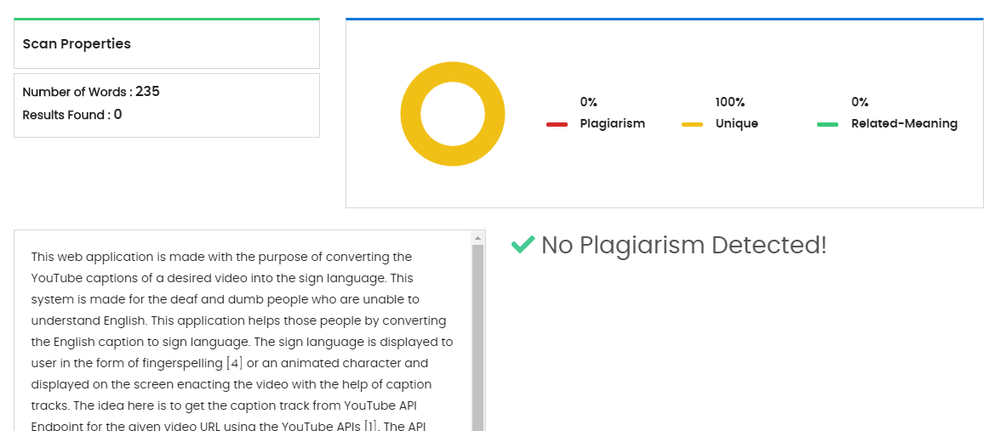 Scan Properties
Number of Words : 235
Results Found : 0
0%
Plagiarism
100%
Unique
0%
Related-Meaning
This web application is made with the purpose of converting the
YouTube captions of a desired video into the sign language. This
system is made for the deaf and dumb people who are unable to
understand English. This application helps those people by converting
the English caption to sign language. The sign language is displayed to
user in the form of fingerspelling [4] or an animated character and
displayed on the screen enacting the video with the help of caption
tracks. The idea here is to get the caption track from YouTube API
Endpoint for the given video URL using the YouTube APIs [1]. The API
No Plagiarism Detected!